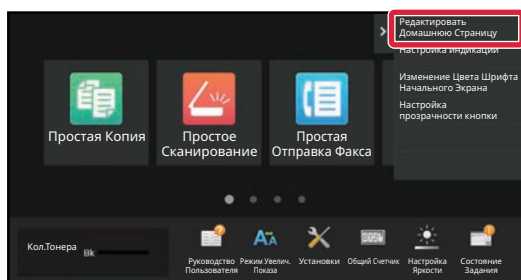 Редактировать
Домашнюю Страницу
Настройка индикации
Изменение Цвета Шрифта
Начального Экрана
Настройка
прозрачности кнопки
Простая Копия
Простое
Сканирование
Простая
Отправка Факса
Кол.Тонера
Bk
Руководство
Пользователя
Режим Увелич.
Показа
Установки
Общий Счетчик
Настройка
Яркости
Состояние
Задания